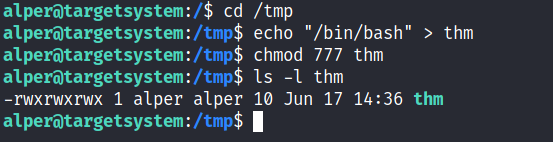 alper@targetsystem:/$ cd /tmp
alper@targetsystem:/tmp$ echo "/bin/bash" > thm
alper@targetsystem:/tmp$ chmod 777 thm
alper@targetsystem:/tmp$ ls -l thm
-rwxrwxrwx 1 alper alper 10 Jun 17 14:36 thm
alper@targetsystem:/tmp$